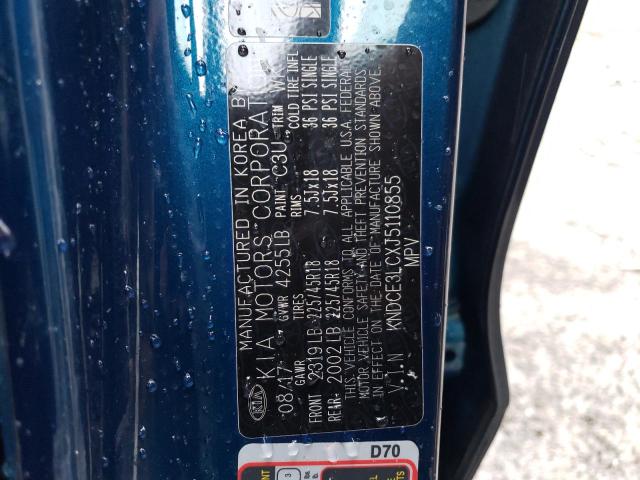 MANUFACTURED IN KOREA B
KIA MOTORS CORPORAT
08/17 GVWR 4255LB PAINT C3U TRIM
GAWR TIRES RIMS COLD TIRE INFL
FRONT 2319LB 225/45R18 7.5Jx18 36 PSI SINGLE
REAR 2002LB 225/45R18 7.5Jx18 36 PSI SINGLE
THIS VEHICLE CONFORMS TO ALL APPLICABLE U.S.A. FEDERAL
MOTOR VEHICLE SAFETY AND THEFT PREVENTION STANDARDS
IN EFFECT ON THE DATE OF MANUFACTURE SHOWN ABOVE.
V.I.N KNDCE3LCXJ5110855
MPV
KIA
D70